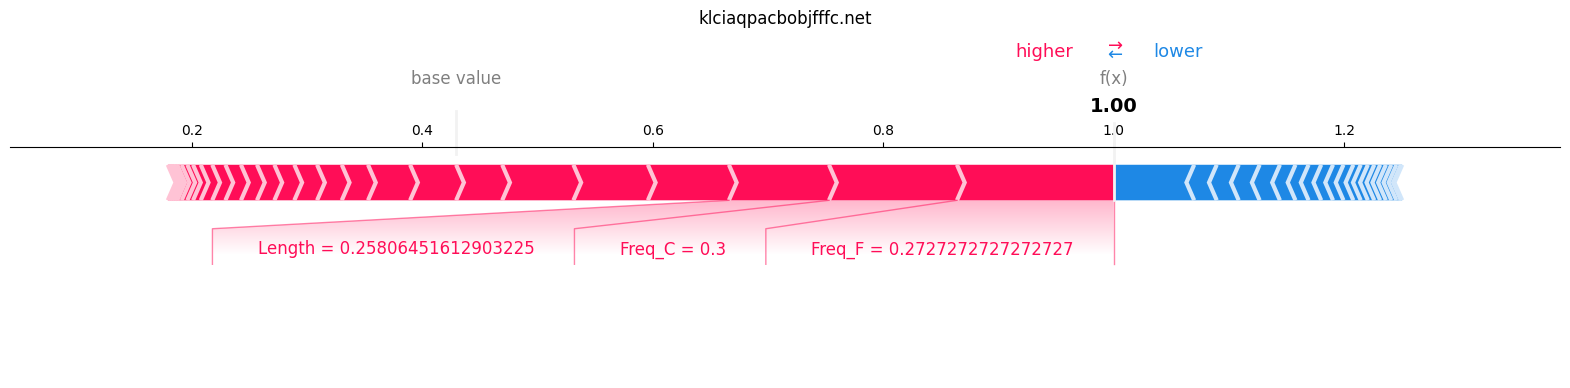 klciaqpacbobjfffc.net
higher ⇄ lower
base value f(x)
1.00
0.2 0.4 0.6 0.8 1.0 1.2
Length = 0.25806451612903225 Freq_C = 0.3 Freq_F = 0.2727272727272727